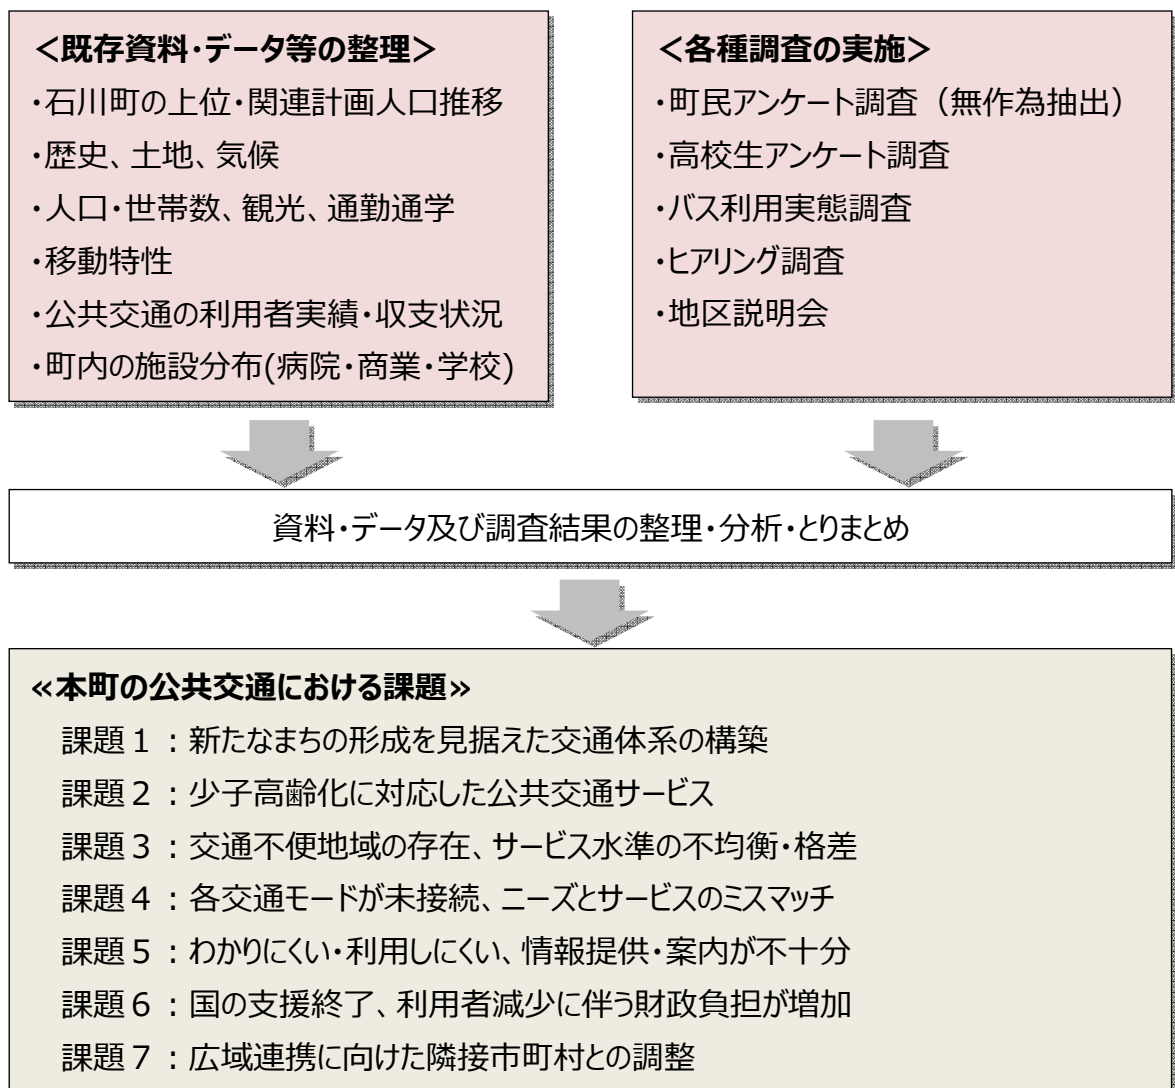 ＜既存資料・データ等の整理＞
・石川町の上位・関連計画人口推移
・歴史、土地、気候
・人口・世帯数、観光、通勤通学
・移動特性
・公共交通の利用者実績・収支状況
・町内の施設分布(病院・商業・学校)
＜各種調査の実施＞
・町民アンケート調査（無作為抽出）
・高校生アンケート調査
・バス利用実態調査
・ヒアリング調査
・地区説明会
資料・データ及び調査結果の整理・分析・とりまとめ
≪本町の公共交通における課題≫
課題１：新たなまちの形成を見据えた交通体系の構築
課題２：少子高齢化に対応した公共交通サービス
課題３：交通不便地域の存在、サービス水準の不均衡・格差
課題４：各交通モードが未接続、ニーズとサービスのミスマッチ
課題５：わかりにくい・利用しにくい、情報提供・案内が不十分
課題６：国の支援終了、利用者減少に伴う財政負担が増加
課題７：広域連携に向けた隣接市町村との調整